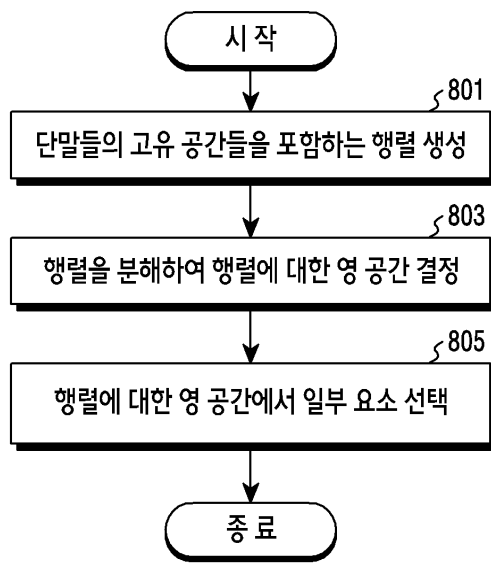 시 작
801
단말들의 고유 공간들을 포함하는 행렬 생성
803
행렬을 분해하여 행렬에 대한 영 공간 결정
805
행렬에 대한 영 공간에서 일부 요소 선택
종 료